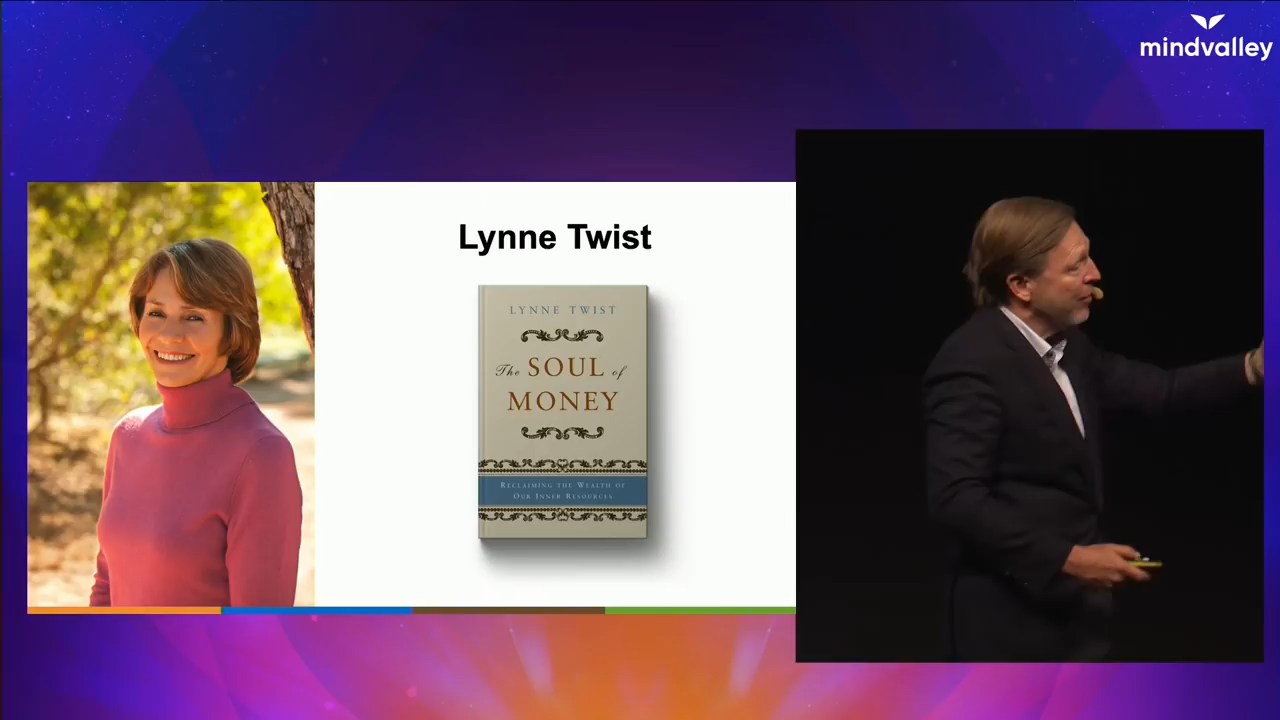 mindvalley
Lynne Twist
LYNNE TWIST
The SOUL of
MONEY
RECLAIMING THE WEALTH OF
OUR INNER RESOURCES